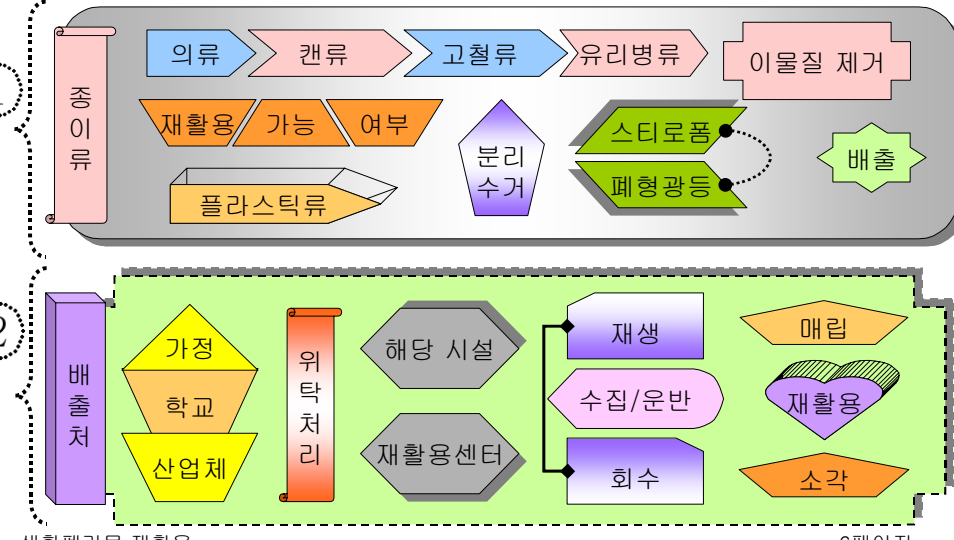 의류
캔류
고철류
유리병류
이물질 제거
종이류
재활용
가능
여부
분리
수거
스티로폼
폐형광등
배출
플라스틱류
2
배출처
가정
학교
산업체
위탁처리
해당 시설
재활용센터
재생
수집/운반
회수
매립
재활용
소각